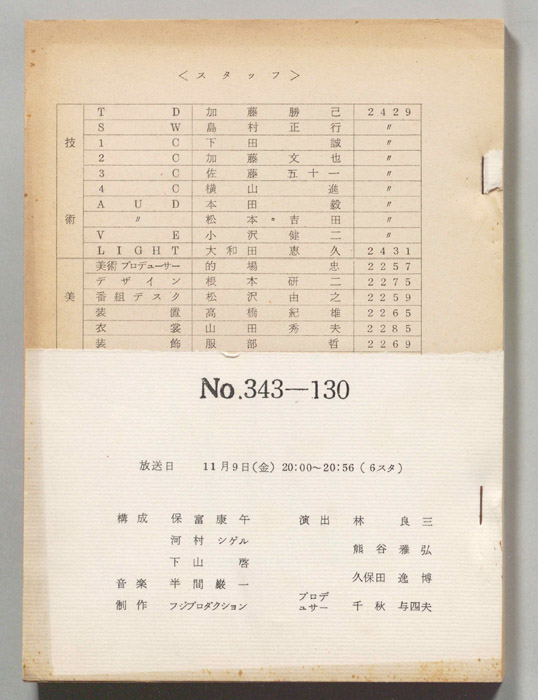 ＜スタッフ＞
技術
T D 加藤勝己 2429
S W 島村正行 〃
1 C 下田誠 〃
2 C 加藤文也 〃
3 C 佐藤五十一 〃
4 C 横山進 〃
A U D 本田毅 〃
〃 松本吉田 〃
V E 小沢健二 〃
LIGHT 大和田恵久 2431
美
美術プロデューサー 的場忠 2257
デザイン 根本研二 2275
番組デスク 松沢由之 2259
装置 高橋紀雄 2265
衣裳 山田秀夫 2285
装飾 服部哲 2269
No.343—130
放送日 11月9日(金) 20:00〜20:56 (6スタ)
構成 保富康午 演出 林良三
河村シゲル 熊谷雅弘
下山啓
久保田逸博
音楽 半間巌一
プロデューサー 千秋与四夫
制作 フジプロダクション